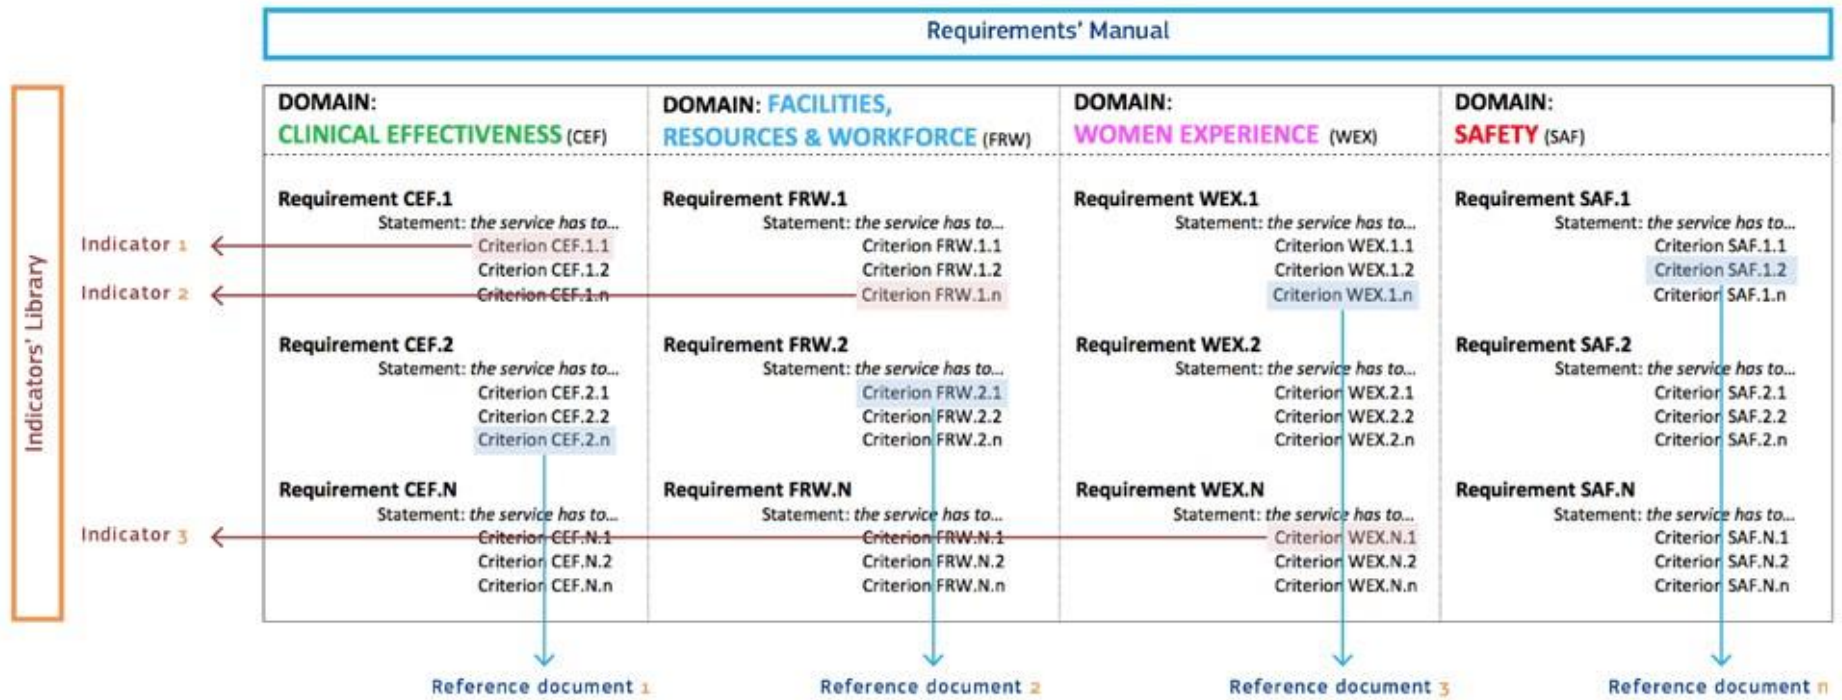 Requirements' Manual
Indicators' Library
DOMAIN:
CLINICAL EFFECTIVENESS (CEF)
Requirement CEF.1
Statement: the service has to...
Criterion CEF.1.1
Criterion CEF.1.2
Criterion CEF.1.n
Requirement CEF.2
Statement: the service has to...
Criterion CEF.2.1
Criterion CEF.2.2
Criterion CEF.2.n
Requirement CEF.N
Statement: the service has to...
Criterion CEF.N.1
Criterion CEF.N.2
Criterion CEF.N.n
DOMAIN: FACILITIES,
RESOURCES & WORKFORCE (FRW)
Requirement FRW.1
Statement: the service has to...
Criterion FRW.1.1
Criterion FRW.1.2
Criterion FRW.1.n
Requirement FRW.2
Statement: the service has to...
Criterion FRW.2.1
Criterion FRW.2.2
Criterion FRW.2.n
Requirement FRW.N
Statement: the service has to...
Criterion FRW.N.1
Criterion FRW.N.2
Criterion FRW.N.n
DOMAIN:
WOMEN EXPERIENCE (WEX)
Requirement WEX.1
Statement: the service has to...
Criterion WEX.1.1
Criterion WEX.1.2
Criterion WEX.1.n
Requirement WEX.2
Statement: the service has to...
Criterion WEX.2.1
Criterion WEX.2.2
Criterion WEX.2.n
Requirement WEX.N
Statement: the service has to...
Criterion WEX.N.1
Criterion WEX.N.2
Criterion WEX.N.n
DOMAIN:
SAFETY (SAF)
Requirement SAF.1
Statement: the service has to...
Criterion SAF.1.1
Criterion SAF.1.2
Criterion SAF.1.n
Requirement SAF.2
Statement: the service has to...
Criterion SAF.2.1
Criterion SAF.2.2
Criterion SAF.2.n
Requirement SAF.N
Statement: the service has to...
Criterion SAF.N.1
Criterion SAF.N.2
Criterion SAF.N.n
Indicator 1
Indicator 2
Indicator 3
Reference document 1
Reference document 2
Reference document 3
Reference document n